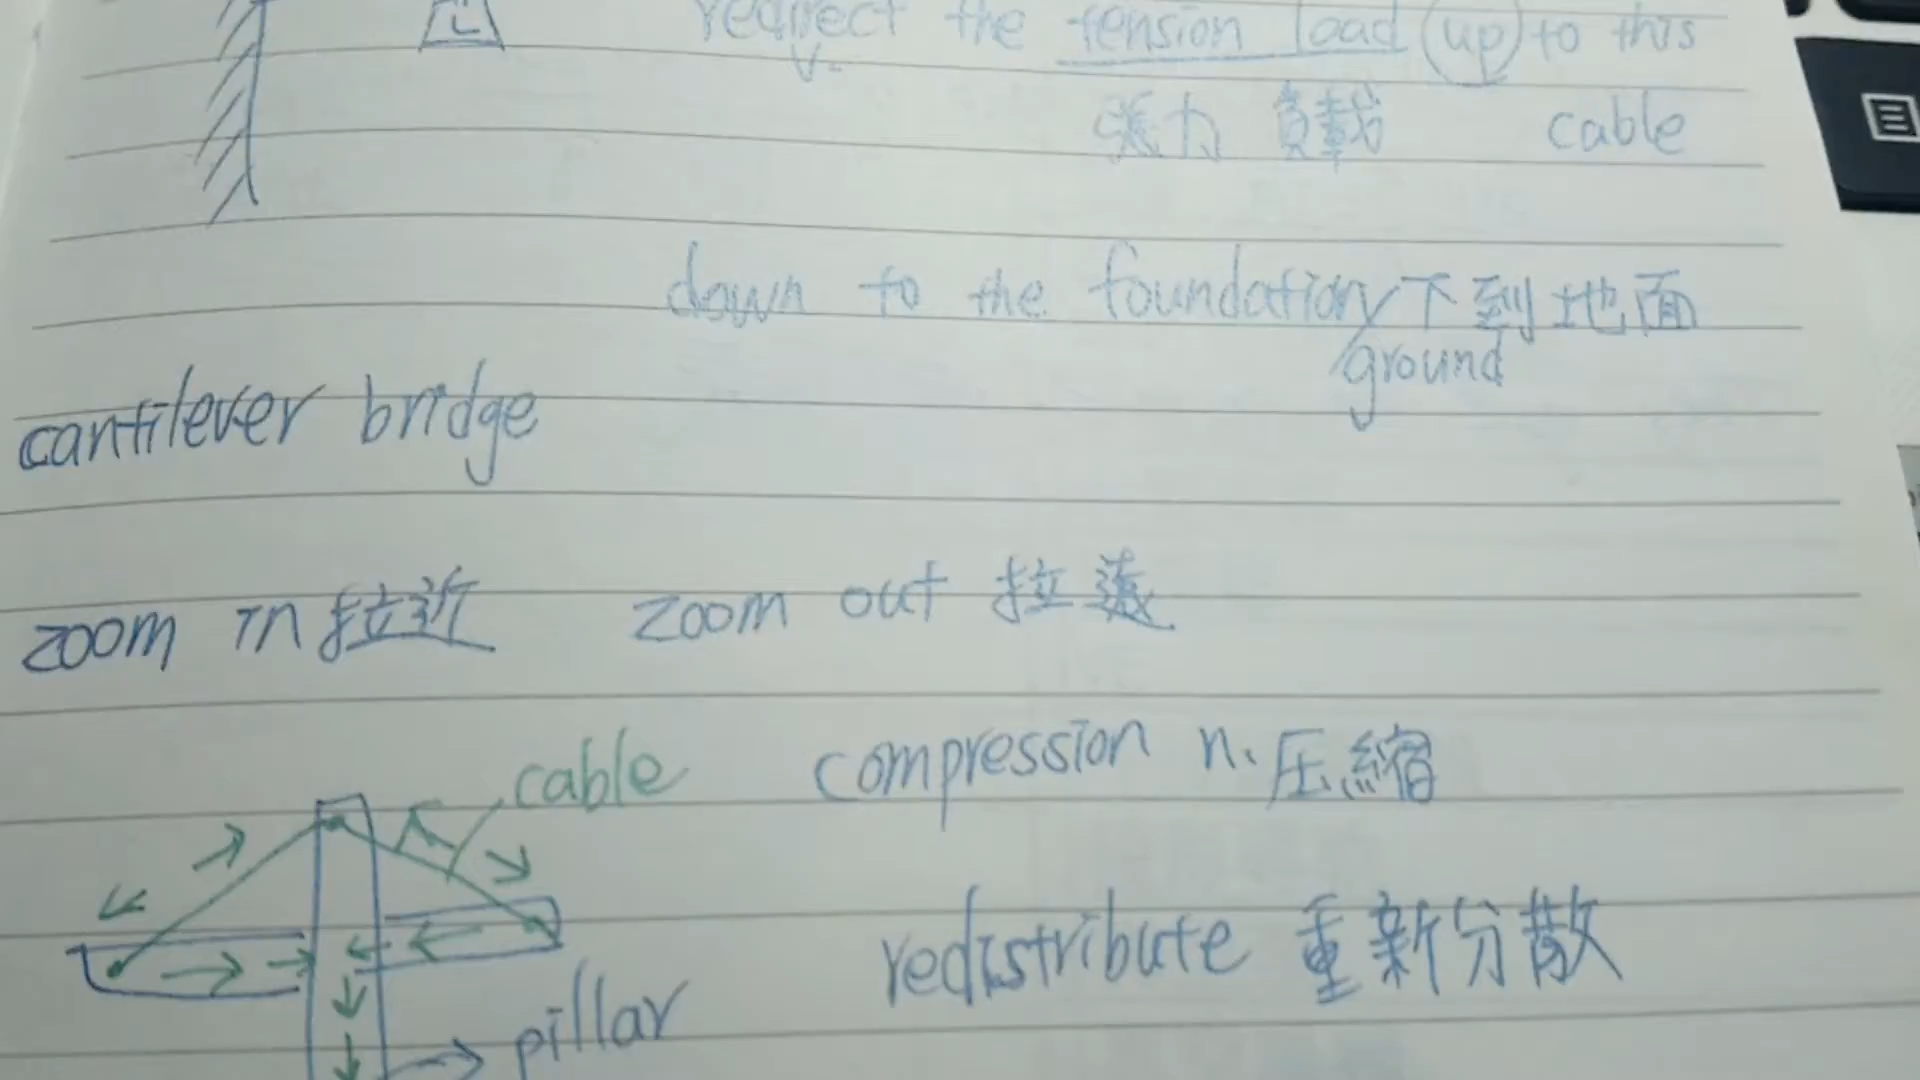 L
redirect the tension load up to this
張力 負載 cable
down to the foundation/下到地面
ground
cantilever bridge
zoom in 拉近 zoom out 拉遠
cable compression n. 压縮
redistribute 重新分散
pillar